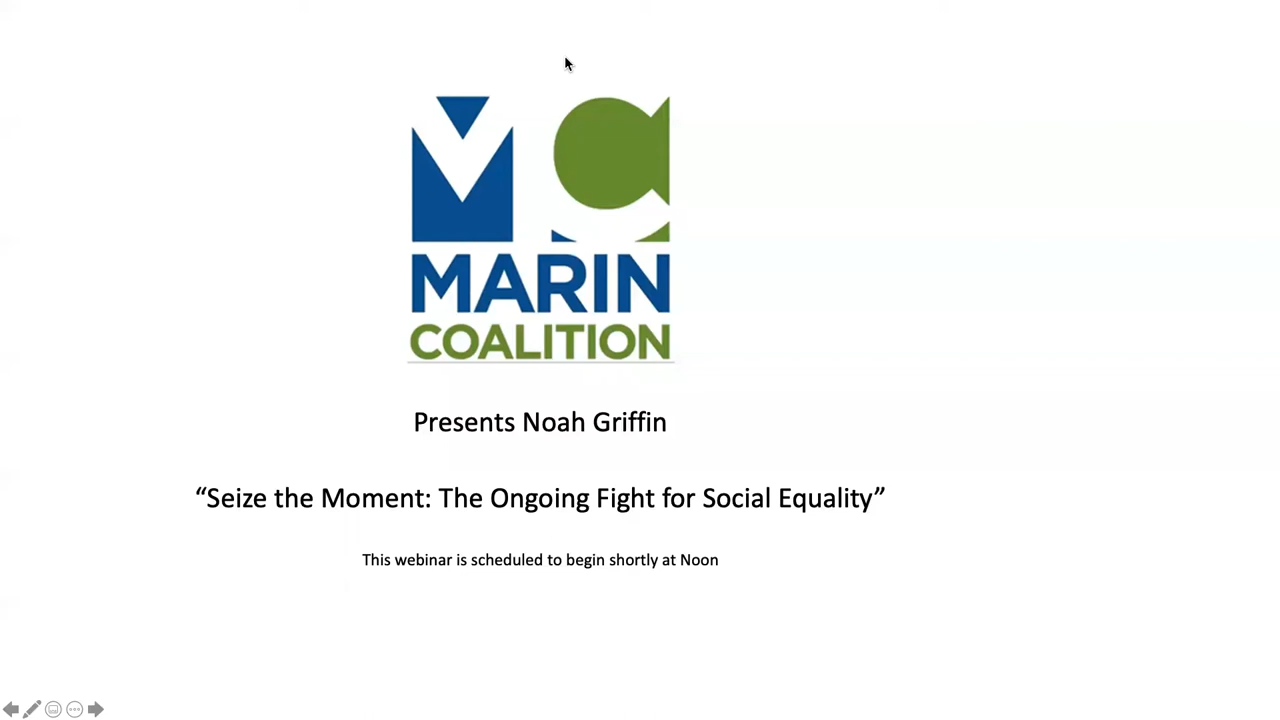 MC
MARIN
COALITION
Presents Noah Griffin
“Seize the Moment: The Ongoing Fight for Social Equality”
This webinar is scheduled to begin shortly at Noon